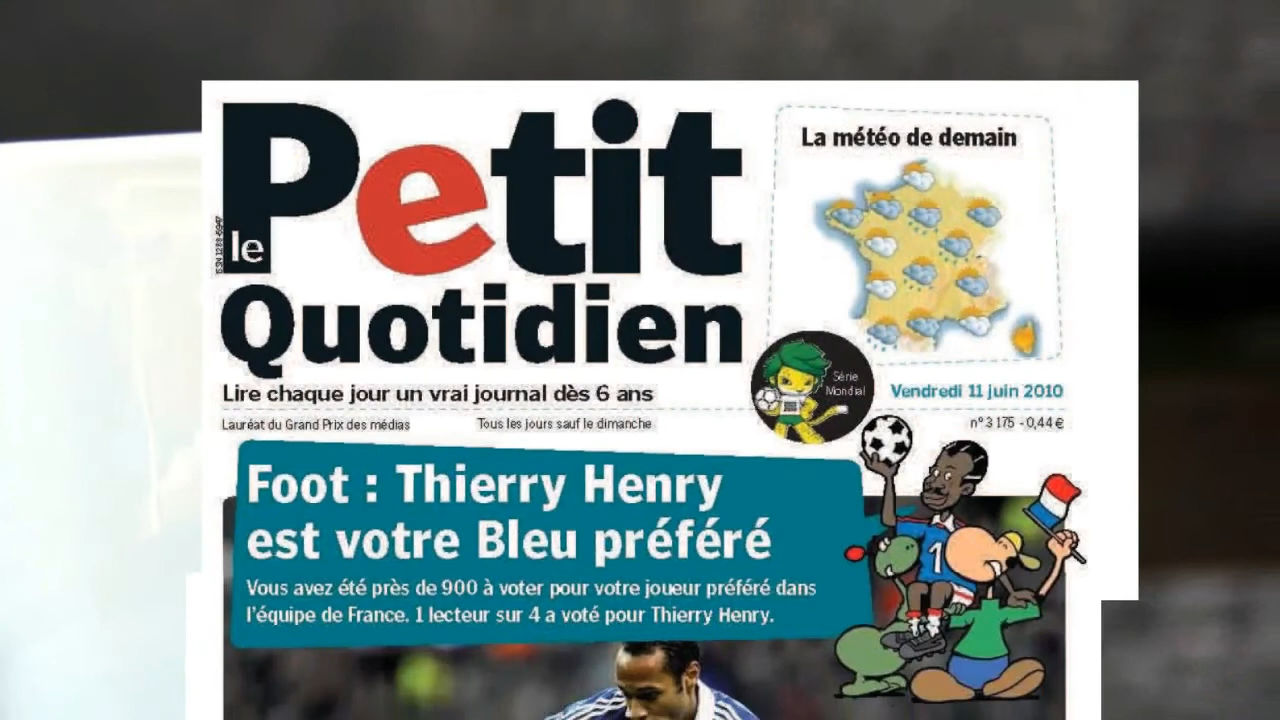 le Petit
Quotidien
ISSN 1288-6947
La météo de demain
Lire chaque jour un vrai journal dès 6 ans
Série
Mondial
Vendredi 11 juin 2010
Lauréat du Grand Prix des médias
Tous les jours sauf le dimanche
n° 3 175 - 0,44 €
Foot : Thierry Henry
est votre Bleu préféré
Vous avez été près de 900 à voter pour votre joueur préféré dans
l'équipe de France. 1 lecteur sur 4 a voté pour Thierry Henry.
1